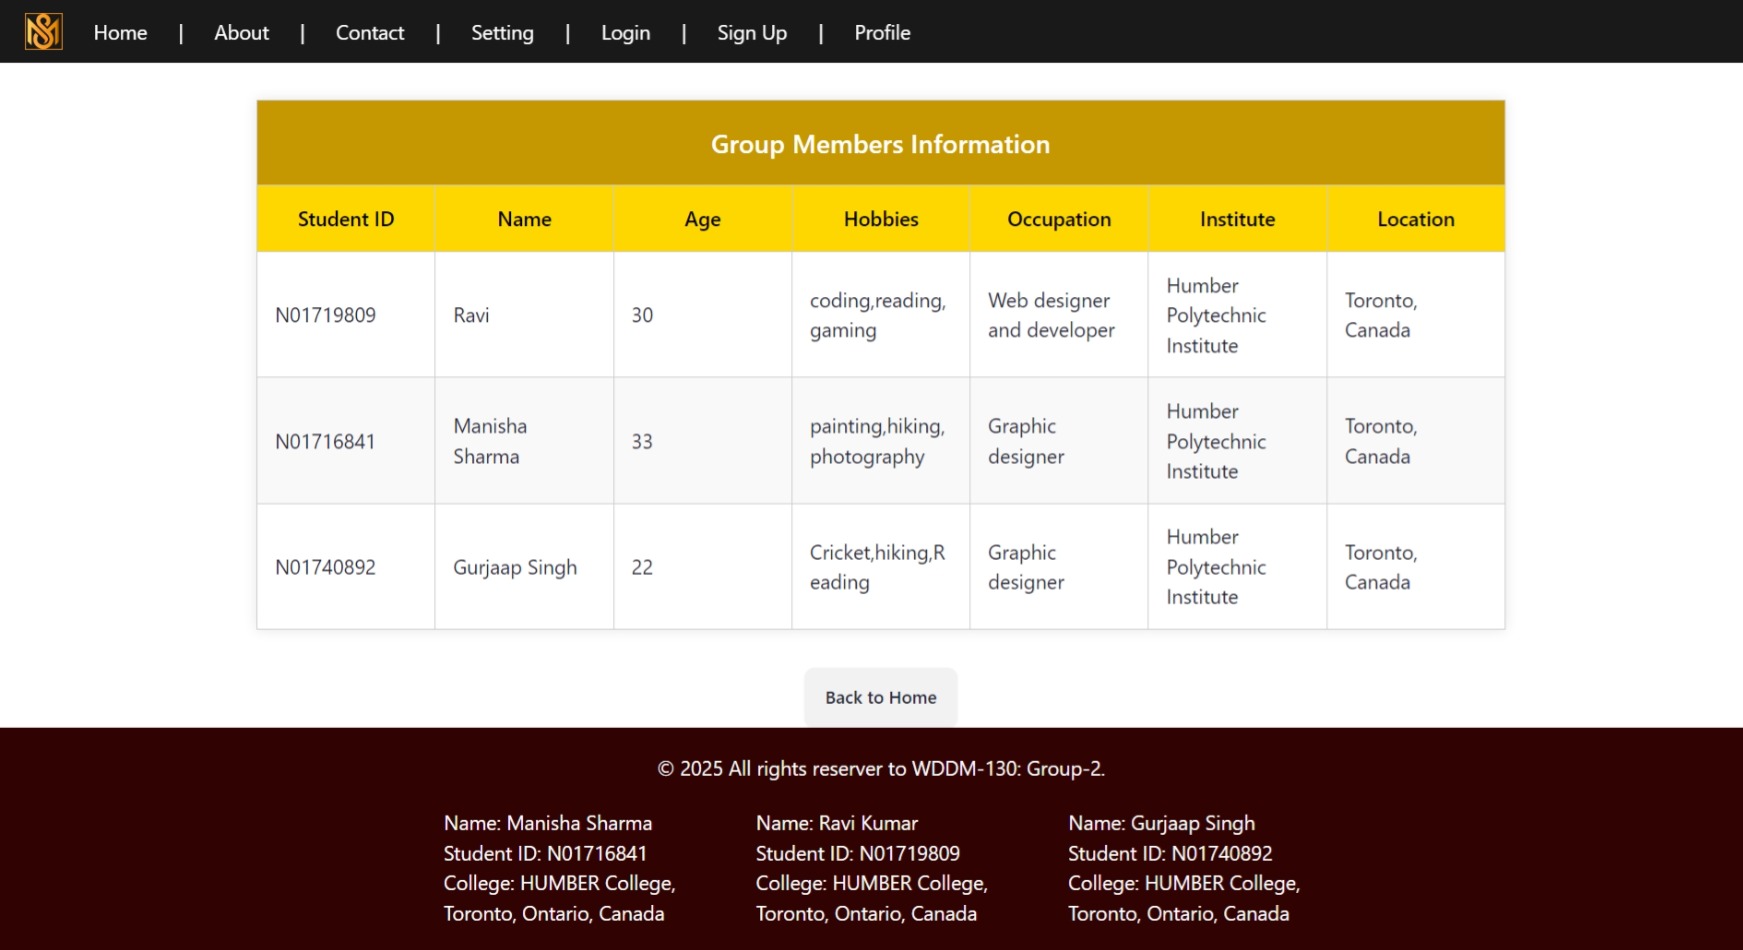 Home | About | Contact | Setting | Login | Sign Up | Profile
Group Members Information
Student ID Name Age Hobbies Occupation Institute Location
N01719809 Ravi 30 coding,reading, Web designer Humber Toronto,
gaming and developer Polytechnic Canada
Institute
N01716841 Manisha 33 painting,hiking, Graphic Humber Toronto,
Sharma photography designer Polytechnic Canada
Institute
N01740892 Gurjaap Singh 22 Cricket,hiking,R Graphic Humber Toronto,
eading designer Polytechnic Canada
Institute
Back to Home
© 2025 All rights reserver to WDDM-130: Group-2.
Name: Manisha Sharma
Student ID: N01716841
College: HUMBER College,
Toronto, Ontario, Canada
Name: Ravi Kumar
Student ID: N01719809
College: HUMBER College,
Toronto, Ontario, Canada
Name: Gurjaap Singh
Student ID: N01740892
College: HUMBER College,
Toronto, Ontario, Canada